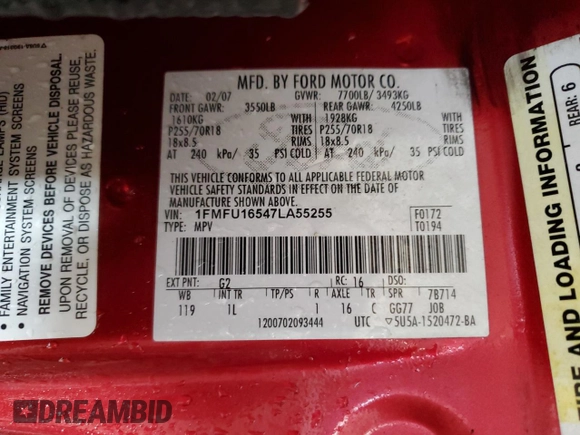 MFD. BY FORD MOTOR CO.
DATE: 02/07 GVWR: 7700LB/ 3493KG
FRONT GAWR: 3550LB REAR GAWR: 4250LB
1610KG WITH 1928KG WITH
P255/70R18 TIRES P255/70R18 TIRES
18x8.5 RIMS 18x8.5 RIMS
AT 240 kPa/ 35 PSI COLD AT 240 kPa/ 35 PSI COLD
THIS VEHICLE CONFORMS TO ALL APPLICABLE FEDERAL MOTOR
VEHICLE SAFETY STANDARDS IN EFFECT ON THE DATE OF
MANUFACTURE SHOWN ABOVE.
VIN: 1FMFU16547LA55255 F0172
TYPE: MPV T0194
EXT PNT: G2 RC: 16 DSO:
WB INT TR TP/PS R AXLE TR SPR 7B714
119 1L 1 16 C GG77 JOB
1200702093444 UTC 5U5A-1520472-BA
FAMILY ENTERTAINMENT SYSTEM SCREENS
• NAVIGATION SYSTEM SCREENS
REMOVE DEVICES BEFORE VEHICLE DISPOSAL
UPON REMOVAL OF DEVICES PLEASE REUSE,
RECYCLE, OR DISPOSE AS HAZARDOUS WASTE.
AND LOADING INFORMATION
REAR: 6
DREAMBID